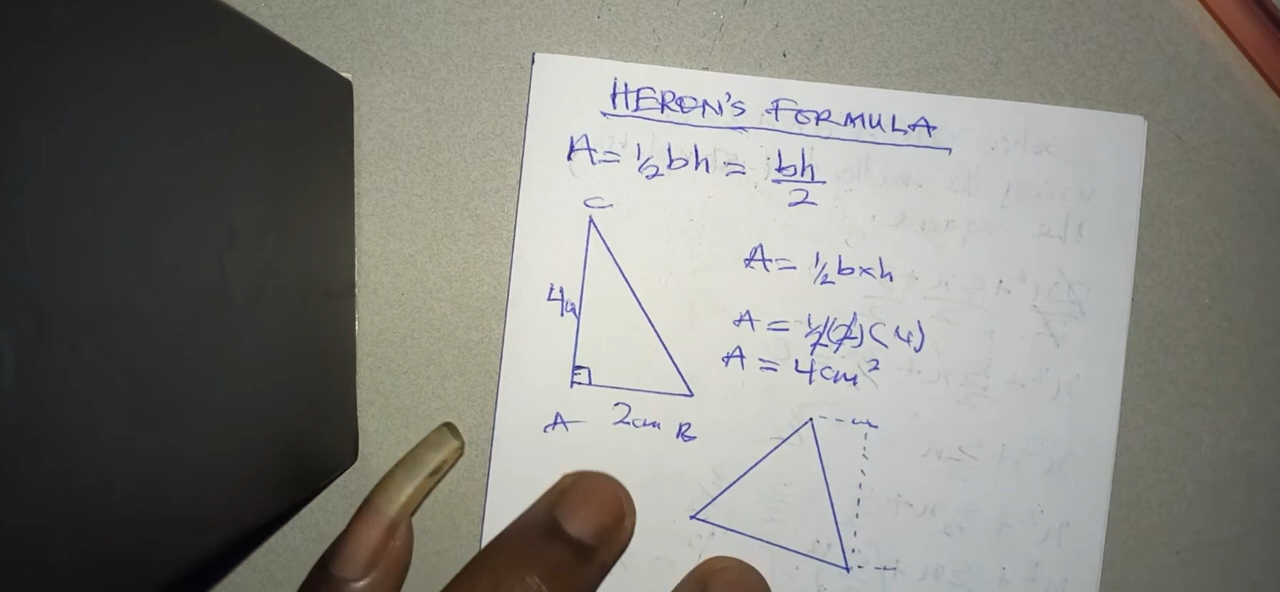 HERON'S FORMULA
A = ½bh = bh/2
C
A = ½b×h
4cm
A = ½(2)(4)
A = 4cm²
A 2cm B